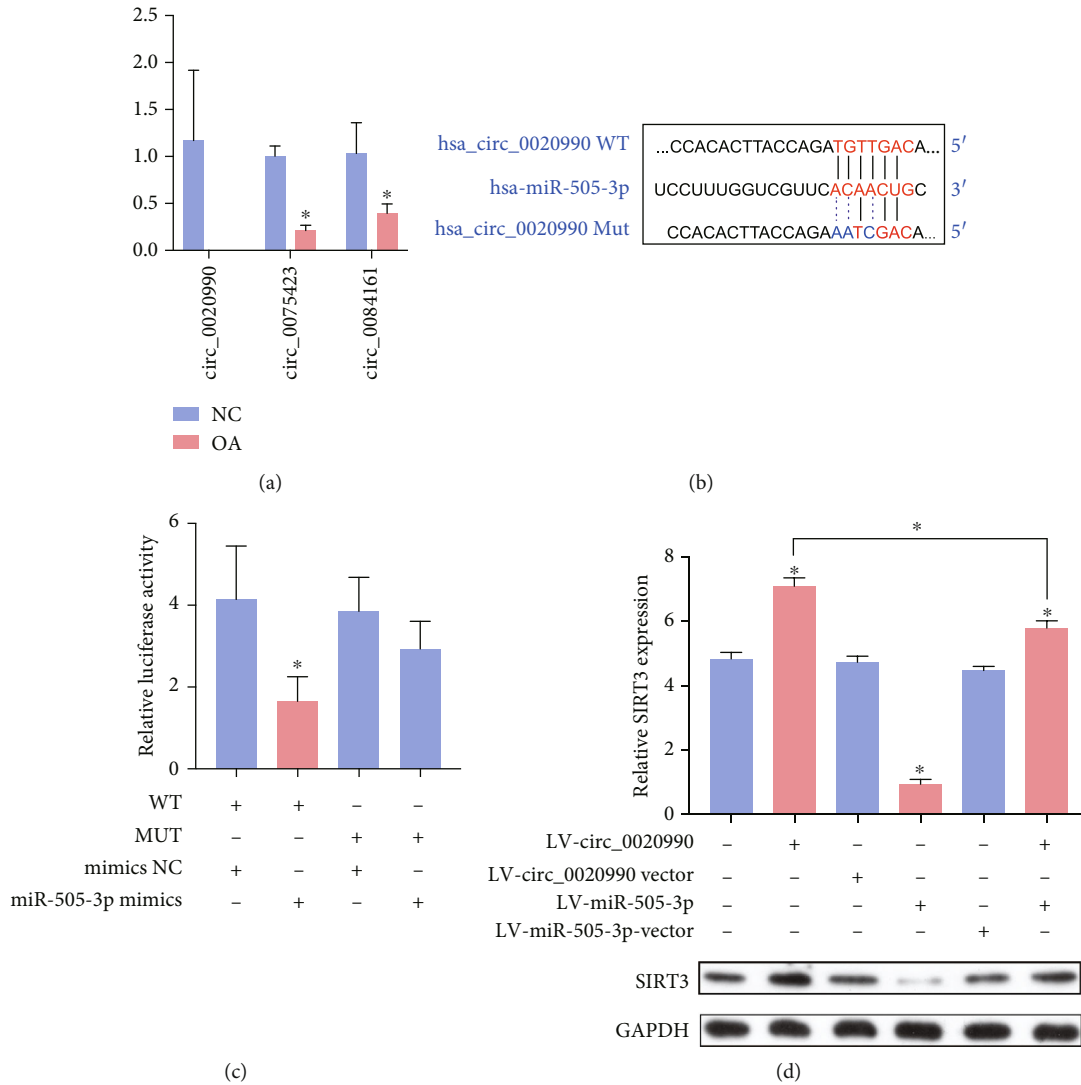 2.5
2.0
1.5
1.0
0.5
0.0
*
*
circ_0020990
circ_0075423
circ_0084161
NC
OA
(a)
hsa_circ_0020990 WT ...CCACACTTACCAGATGTTGACA... 5′
hsa-miR-505-3p UCCUUUGGUCGUUCACAACUGC 3′
hsa_circ_0020990 Mut CCACACTTACCAGAAATCGACA... 5′
(b)
Relative luciferase activity
6
4
2
0
*
WT + + – –
MUT – – + +
mimics NC + – + –
miR-505-3p mimics – + – +
(c)
Relative SIRT3 expression
8
6
4
2
0
*
*
*
*
LV-circ_0020990 – + – – – +
LV-circ_0020990 vector – – + – – –
LV-miR-505-3p – – – + – +
LV-miR-505-3p-vector – – – – + –
SIRT3
GAPDH
(d)